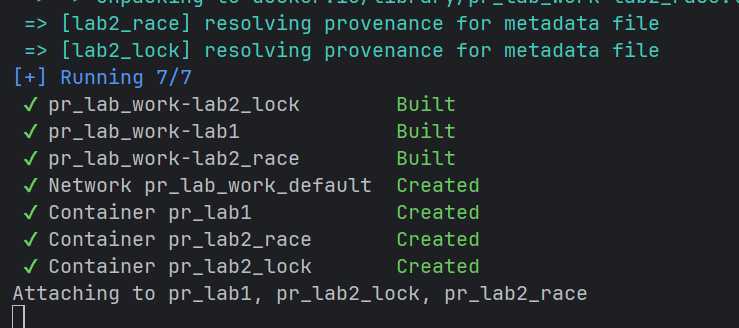 => [lab2_race] resolving provenance for metadata file
=> [lab2_lock] resolving provenance for metadata file
[+] Running 7/7
✓ pr_lab_work-lab2_lock Built
✓ pr_lab_work-lab1 Built
✓ pr_lab_work-lab2_race Built
✓ Network pr_lab_work_default Created
✓ Container pr_lab1 Created
✓ Container pr_lab2_race Created
✓ Container pr_lab2_lock Created
Attaching to pr_lab1, pr_lab2_lock, pr_lab2_race